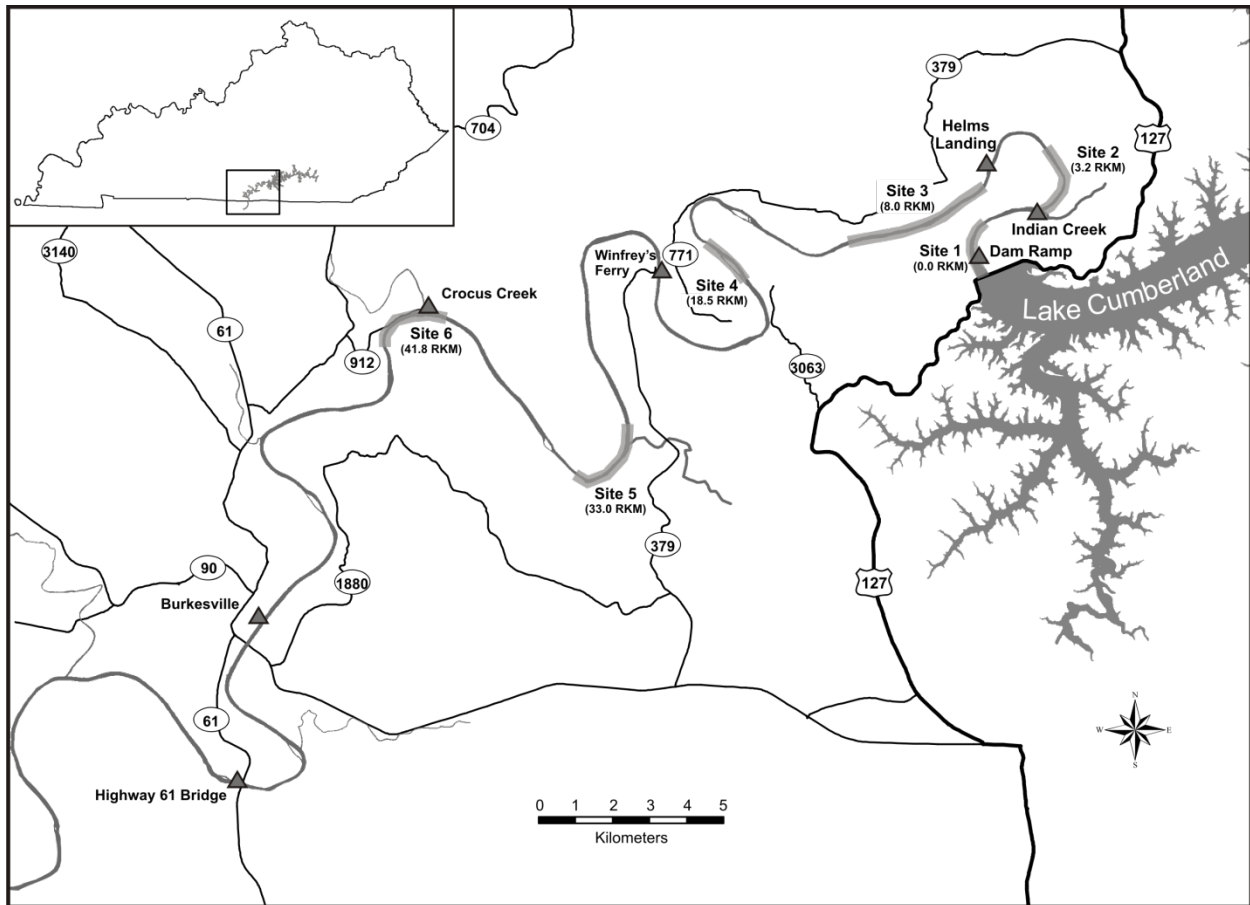 379
704
127
Helms
Landing
Site 2
(3.2 RKM)
Site 3
(8.0 RKM)
Indian Creek
Site 1
(0.0 RKM)
Dam Ramp
3140
771
Winfrey's
Ferry
Site 4
(18.5 RKM)
Lake Cumberland
Crocus Creek
61
Site 6
(41.8 RKM)
912
3063
Site 5
(33.0 RKM)
379
90
1880
127
Burkesville
61
Highway 61 Bridge
N
W
E
S
0 1 2 3 4 5
Kilometers